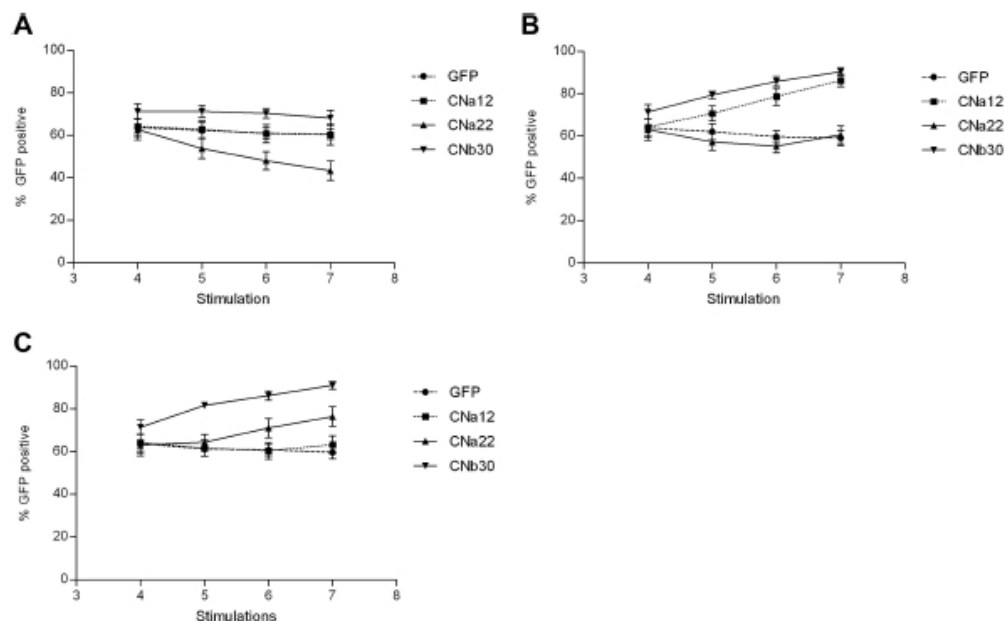 A
100
80
60
40
20
0
% GFP positive
3 4 5 6 7 8
Stimulation
GFP
CNa12
CNa22
CNb30
B
100
80
60
40
20
0
% GFP positive
3 4 5 6 7 8
Stimulation
GFP
CNa12
CNa22
CNb30
C
100
80
60
40
20
0
% GFP positive
3 4 5 6 7 8
Stimulations
GFP
CNa12
CNa22
CNb30